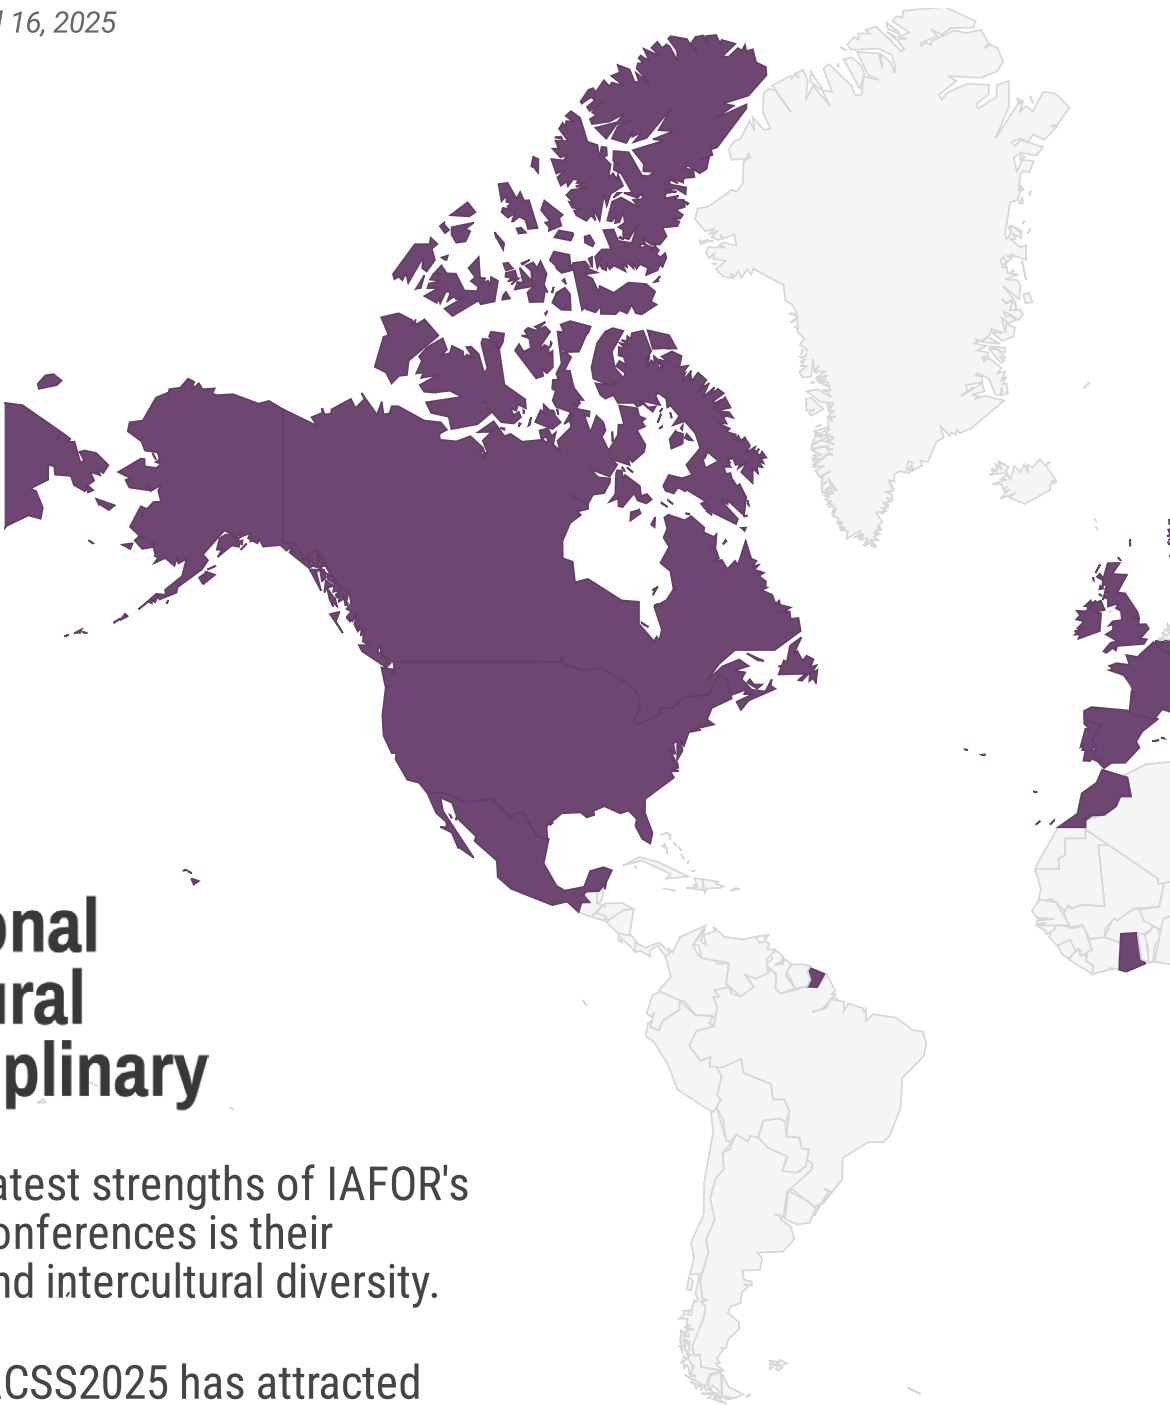 16, 2025
onal
ural
plinary
atest strengths of IAFOR's
onferences is their
nd intercultural diversity.
CSS2025 has attracted